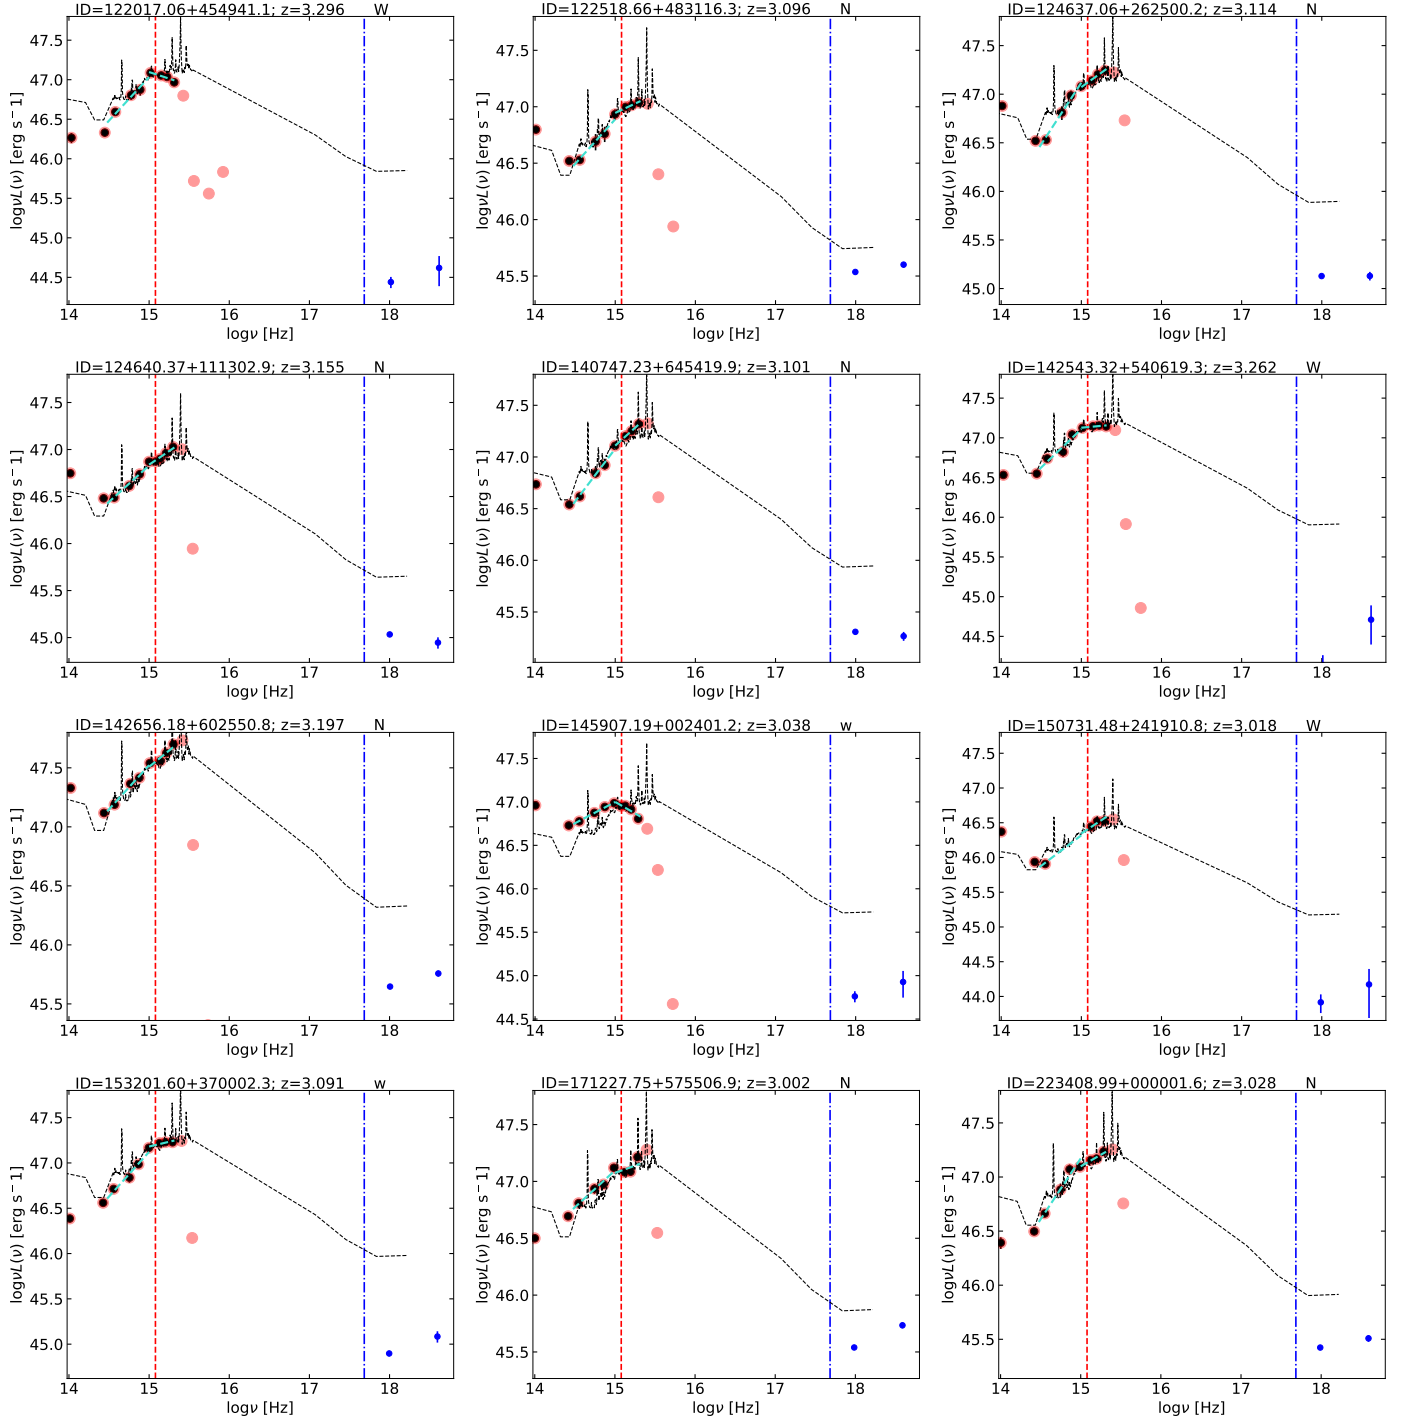 ID=122017.06+454941.1; z=3.296 W
47.5
47.0
46.5
46.0
45.5
45.0
44.5
logνL(ν) [erg s−1]
14 15 16 17 18
logν [Hz]
ID=122518.66+483116.3; z=3.096 N
47.5
47.0
46.5
46.0
45.5
logνL(ν) [erg s−1]
14 15 16 17 18
logν [Hz]
ID=124637.06+262500.2; z=3.114 N
47.5
47.0
46.5
46.0
45.5
45.0
logνL(ν) [erg s−1]
14 15 16 17 18
logν [Hz]
ID=124640.37+111302.9; z=3.155 N
47.5
47.0
46.5
46.0
45.5
45.0
logνL(ν) [erg s−1]
14 15 16 17 18
logν [Hz]
ID=140747.23+645419.9; z=3.101 N
47.5
47.0
46.5
46.0
45.5
logνL(ν) [erg s−1]
14 15 16 17 18
logν [Hz]
ID=142543.32+540619.3; z=3.262 W
47.5
47.0
46.5
46.0
45.5
45.0
44.5
logνL(ν) [erg s−1]
14 15 16 17 18
logν [Hz]
ID=142656.18+602550.8; z=3.197 N
47.5
47.0
46.5
46.0
45.5
logνL(ν) [erg s−1]
14 15 16 17 18
logν [Hz]
ID=145907.19+002401.2; z=3.038 w
47.5
47.0
46.5
46.0
45.5
45.0
44.5
logνL(ν) [erg s−1]
14 15 16 17 18
logν [Hz]
ID=150731.48+241910.8; z=3.018 W
47.5
47.0
46.5
46.0
45.5
45.0
44.5
44.0
logνL(ν) [erg s−1]
14 15 16 17 18
logν [Hz]
ID=153201.60+370002.3; z=3.091 w
47.5
47.0
46.5
46.0
45.5
45.0
logνL(ν) [erg s−1]
14 15 16 17 18
logν [Hz]
ID=171227.75+575506.9; z=3.002 N
47.5
47.0
46.5
46.0
45.5
logνL(ν) [erg s−1]
14 15 16 17 18
logν [Hz]
ID=223408.99+000001.6; z=3.028 N
47.5
47.0
46.5
46.0
45.5
logνL(ν) [erg s−1]
14 15 16 17 18
logν [Hz]